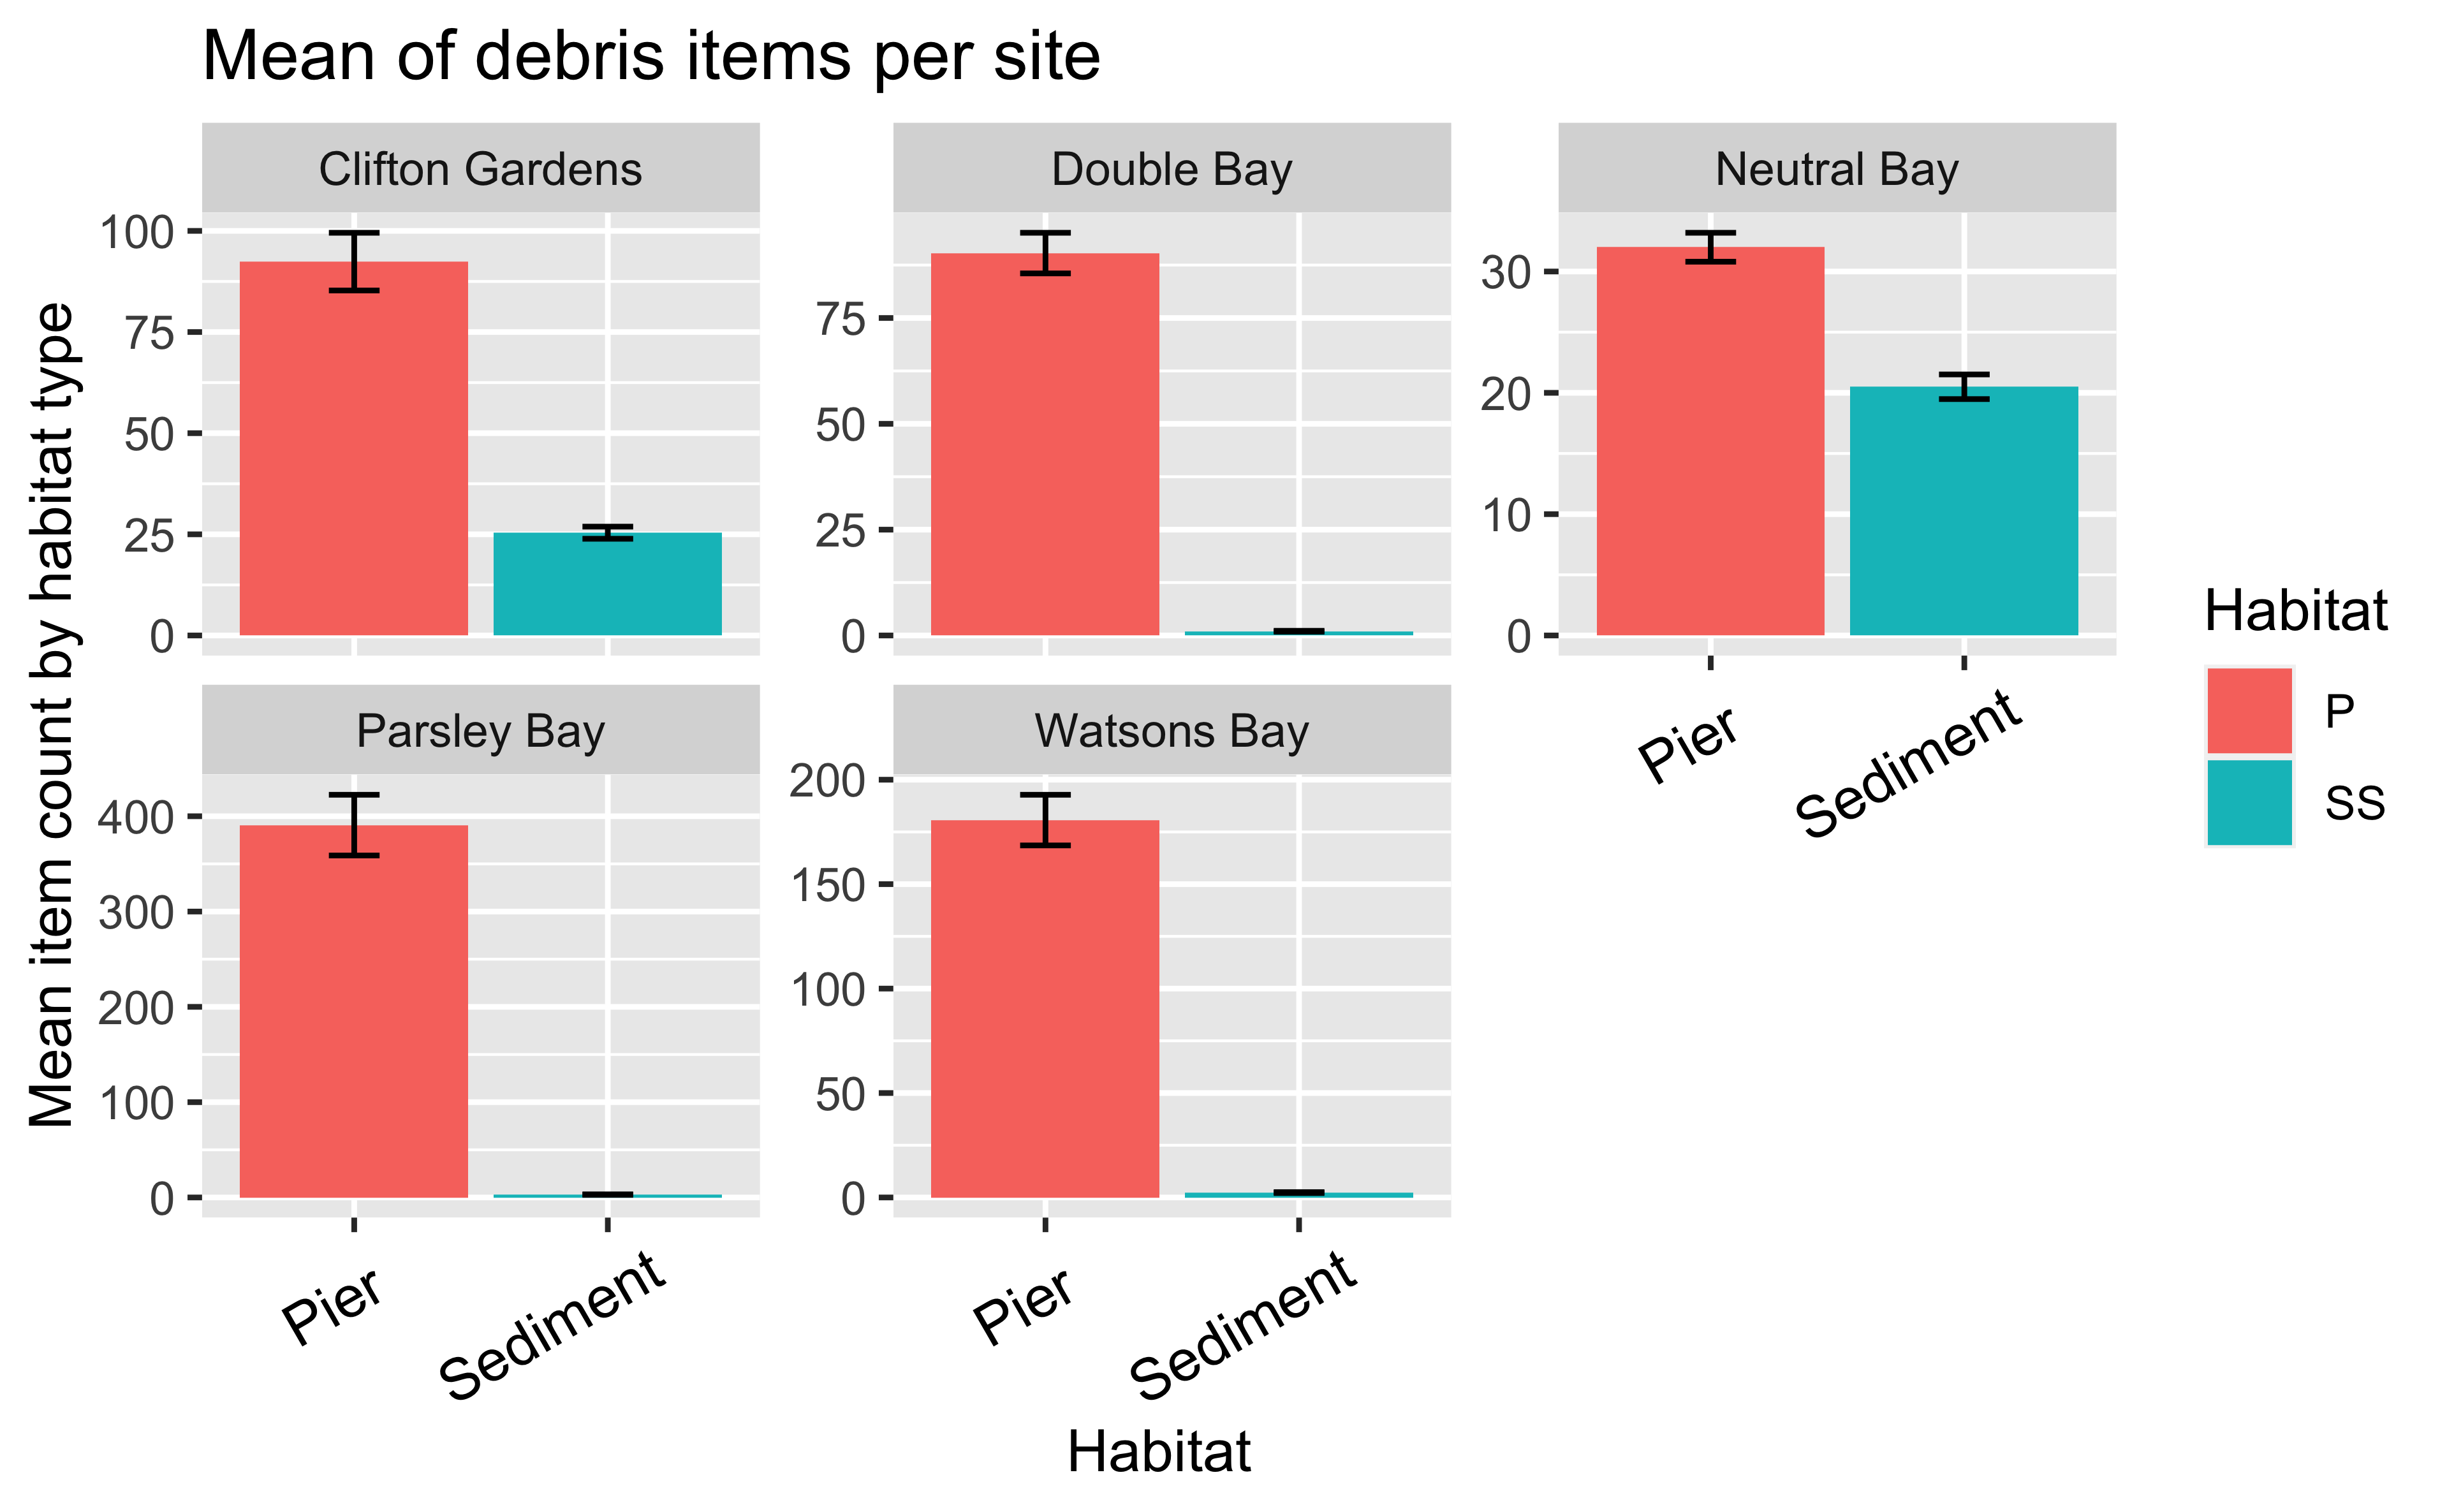 Mean of debris items per site
Mean item count by habitat type
Clifton Gardens
100
75
50
25
0
Double Bay
75
50
25
0
Neutral Bay
30
20
10
0
Pier
Sediment
Parsley Bay
400
300
200
100
0
Pier
Sediment
Watsons Bay
200
150
100
50
0
Pier
Sediment
Habitat
Habitat
P
SS